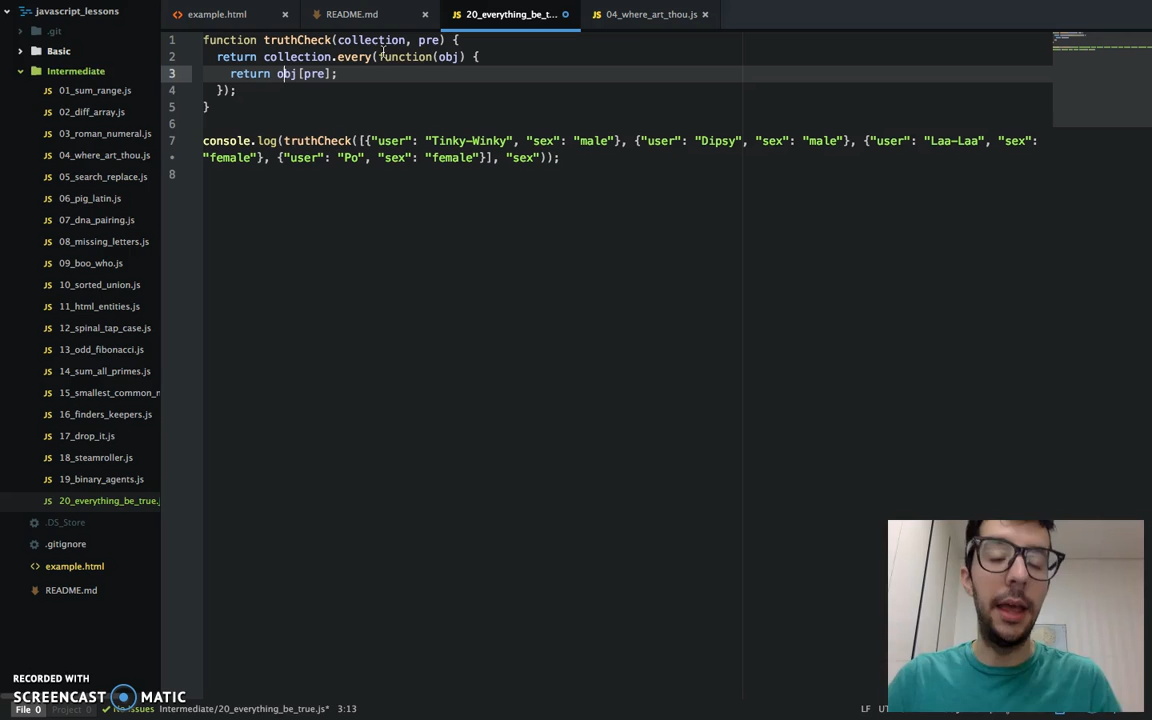 javascript_lessons
.git
Basic
Intermediate
01_sum_range.js
02_diff_array.js
03_roman_numeral.js
04_where_art_thou.js
05_search_replace.js
06_pig_latin.js
07_dna_pairing.js
08_missing_letters.js
09_boo_who.js
10_sorted_union.js
11_html_entities.js
12_spinal_tap_case.js
13_odd_fibonacci.js
14_sum_all_primes.js
15_smallest_common_m
16_finders_keepers.js
17_drop_it.js
18_steamroller.js
19_binary_agents.js
20_everything_be_true.j
.DS_Store
.gitignore
example.html
README.md
example.html
README.md
20_everything_be_t...
04_where_art_thou.js
1 function truthCheck(collection, pre) {
2 return collection.every(function(obj) {
3 return obj[pre];
4 });
5 }
6
7 console.log(truthCheck([{"user": "Tinky-Winky", "sex": "male"}, {"user": "Dipsy", "sex": "male"}, {"user": "Laa-Laa", "sex":
"female"}, {"user": "Po", "sex": "female"}], "sex"));
8
RECORDED WITH
SCREENCAST MATIC
File 0 Project 0 No Issues Intermediate/20_everything_be_true.js* 3:13 LF